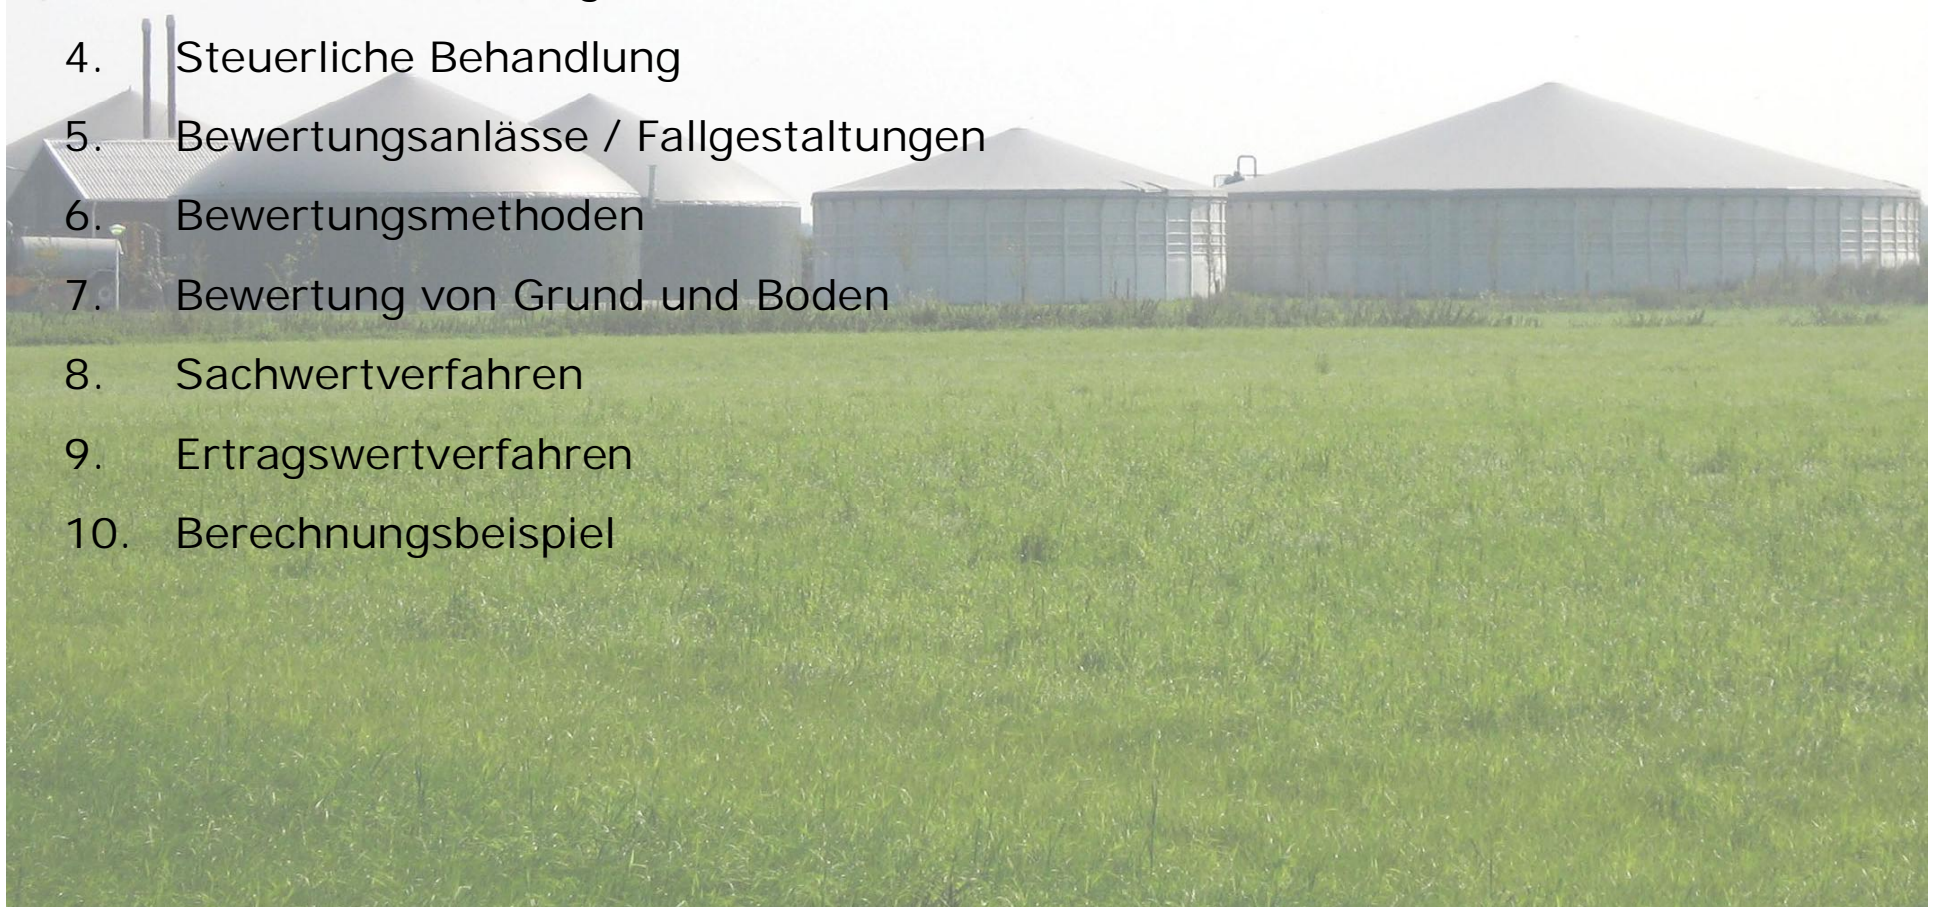 4. Steuerliche Behandlung
5. Bewertungsanlässe / Fallgestaltungen
6. Bewertungsmethoden
7. Bewertung von Grund und Boden
8. Sachwertverfahren
9. Ertragswertverfahren
10. Berechnungsbeispiel